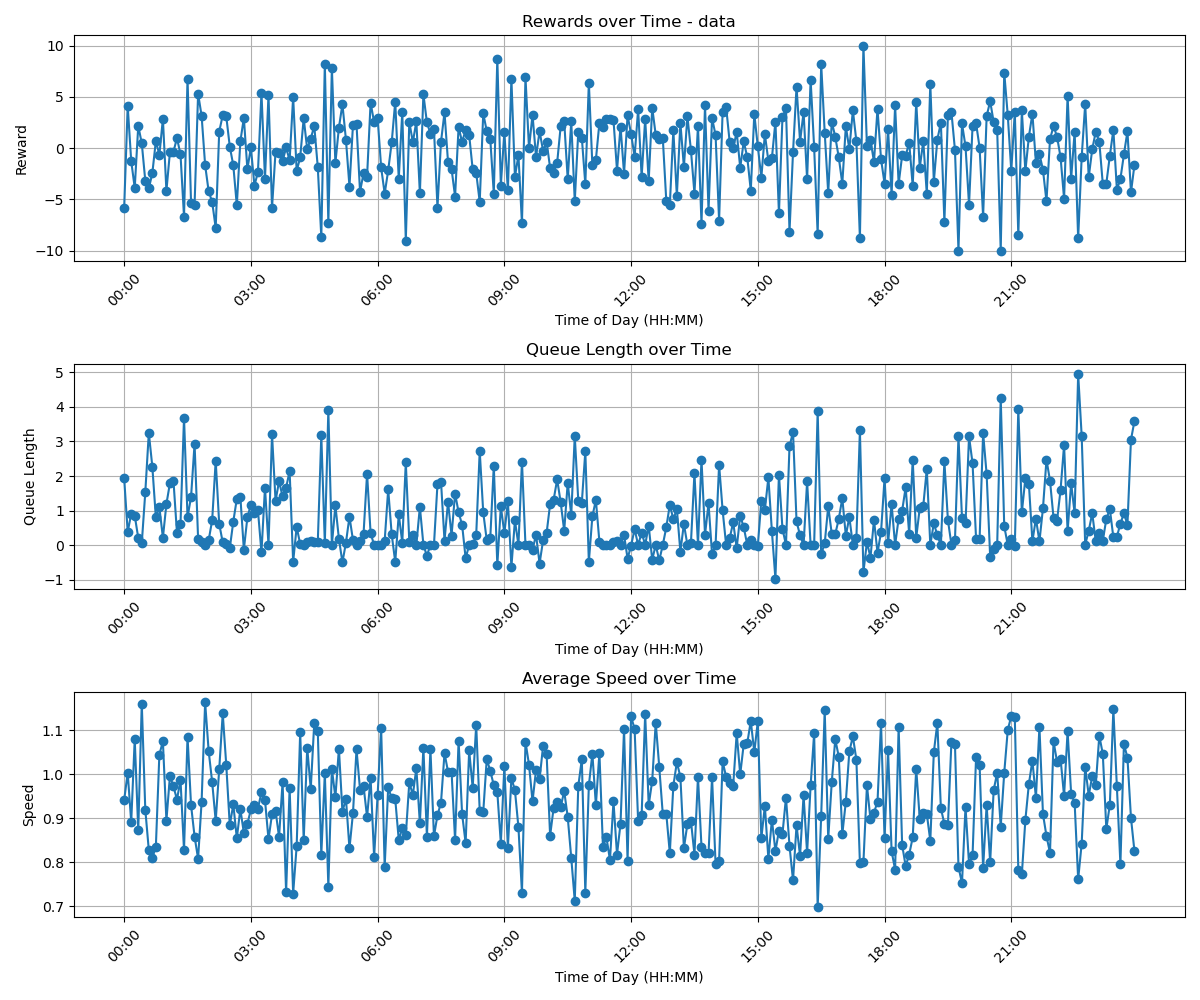 Rewards over Time - data
10
5
0
−5
−10
Reward
00:00 03:00 06:00 09:00 12:00 15:00 18:00 21:00
Time of Day (HH:MM)
Queue Length over Time
5
4
3
2
1
0
−1
Queue Length
00:00 03:00 06:00 09:00 12:00 15:00 18:00 21:00
Time of Day (HH:MM)
Average Speed over Time
1.1
1.0
0.9
0.8
0.7
Speed
00:00 03:00 06:00 09:00 12:00 15:00 18:00 21:00
Time of Day (HH:MM)